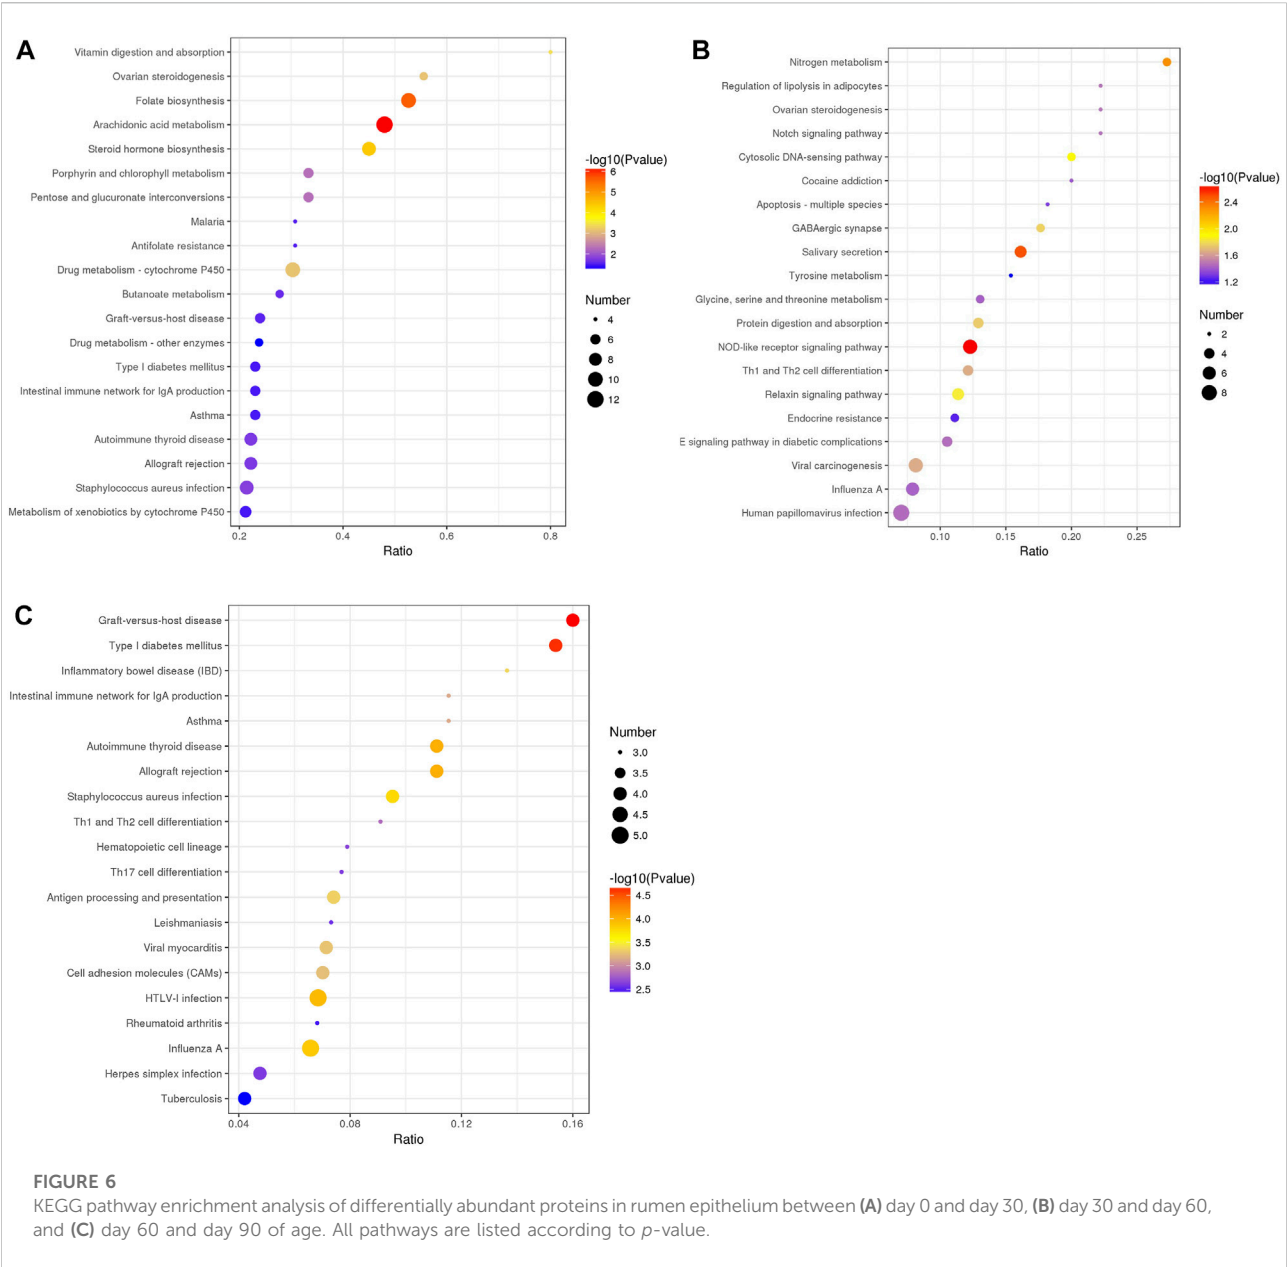 A
Vitamin digestion and absorption
Ovarian steroidogenesis
Folate biosynthesis
Arachidonic acid metabolism
Steroid hormone biosynthesis
Porphyrin and chlorophyll metabolism
Pentose and glucuronate interconversions
Malaria
Antifolate resistance
Drug metabolism - cytochrome P450
Butanoate metabolism
Graft-versus-host disease
Drug metabolism - other enzymes
Type I diabetes mellitus
Intestinal immune network for IgA production
Asthma
Autoimmune thyroid disease
Allograft rejection
Staphylococcus aureus infection
Metabolism of xenobiotics by cytochrome P450
0.2 0.4 0.6 0.8
Ratio
-log10(Pvalue)
6
5
4
3
2
Number
4
6
8
10
12
B
Nitrogen metabolism
Regulation of lipolysis in adipocytes
Ovarian steroidogenesis
Notch signaling pathway
Cytosolic DNA-sensing pathway
Cocaine addiction
Apoptosis - multiple species
GABAergic synapse
Salivary secretion
Tyrosine metabolism
Glycine, serine and threonine metabolism
Protein digestion and absorption
NOD-like receptor signaling pathway
Th1 and Th2 cell differentiation
Relaxin signaling pathway
Endocrine resistance
E signaling pathway in diabetic complications
Viral carcinogenesis
Influenza A
Human papillomavirus infection
0.10 0.15 0.20 0.25
Ratio
-log10(Pvalue)
2.4
2.0
1.6
1.2
Number
2
4
6
8
C
Graft-versus-host disease
Type I diabetes mellitus
Inflammatory bowel disease (IBD)
Intestinal immune network for IgA production
Asthma
Autoimmune thyroid disease
Allograft rejection
Staphylococcus aureus infection
Th1 and Th2 cell differentiation
Hematopoietic cell lineage
Th17 cell differentiation
Antigen processing and presentation
Leishmaniasis
Viral myocarditis
Cell adhesion molecules (CAMs)
HTLV-I infection
Rheumatoid arthritis
Influenza A
Herpes simplex infection
Tuberculosis
0.04 0.08 0.12 0.16
Ratio
Number
3.0
3.5
4.0
4.5
5.0
-log10(Pvalue)
4.5
4.0
3.5
3.0
2.5
FIGURE 6
KEGG pathway enrichment analysis of differentially abundant proteins in rumen epithelium between (A) day 0 and day 30, (B) day 30 and day 60,
and (C) day 60 and day 90 of age. All pathways are listed according to p-value.